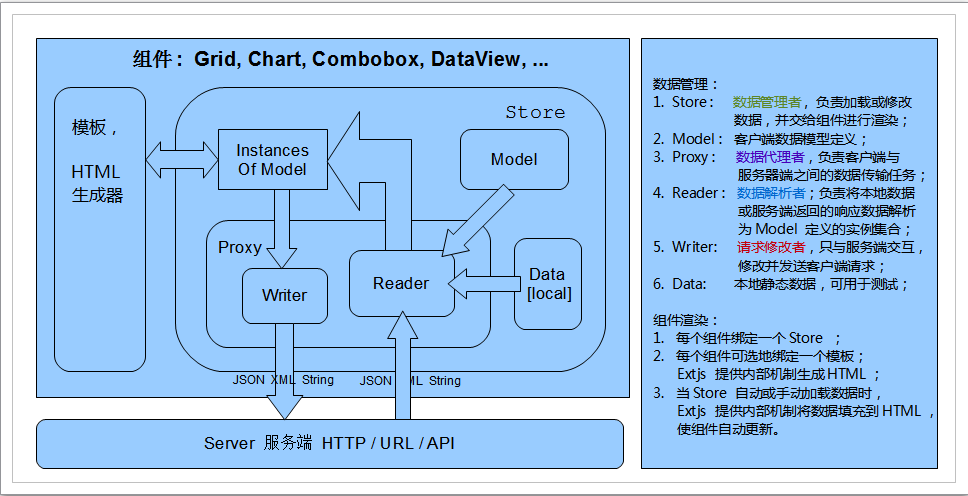 组件：Grid, Chart, Combobox, DataView, ...
模板，
HTML
生成器
Store
Instances
Of Model
Model
Proxy
Writer
Reader
Data
[local]
JSON XML String
JSON XML String
Server 服务端 HTTP / URL / API
数据管理：
1. Store： 数据管理者，负责加载或修改
数据，并交给组件进行渲染；
2. Model：客户端数据模型定义；
3. Proxy： 数据代理者，负责客户端与
服务器端之间的数据传输任务；
4. Reader：数据解析者；负责将本地数据
或服务端返回的响应数据解析
为 Model 定义的实例集合；
5. Writer: 请求修改者，只与服务端交互，
修改并发送客户端请求；
6. Data: 本地静态数据，可用于测试；
组件渲染：
1. 每个组件绑定一个 Store ；
2. 每个组件可选地绑定一个模板；
Extjs 提供内部机制生成 HTML ；
3. 当 Store 自动或手动加载数据时，
Extjs 提供内部机制将数据填充到 HTML ，
使组件自动更新。